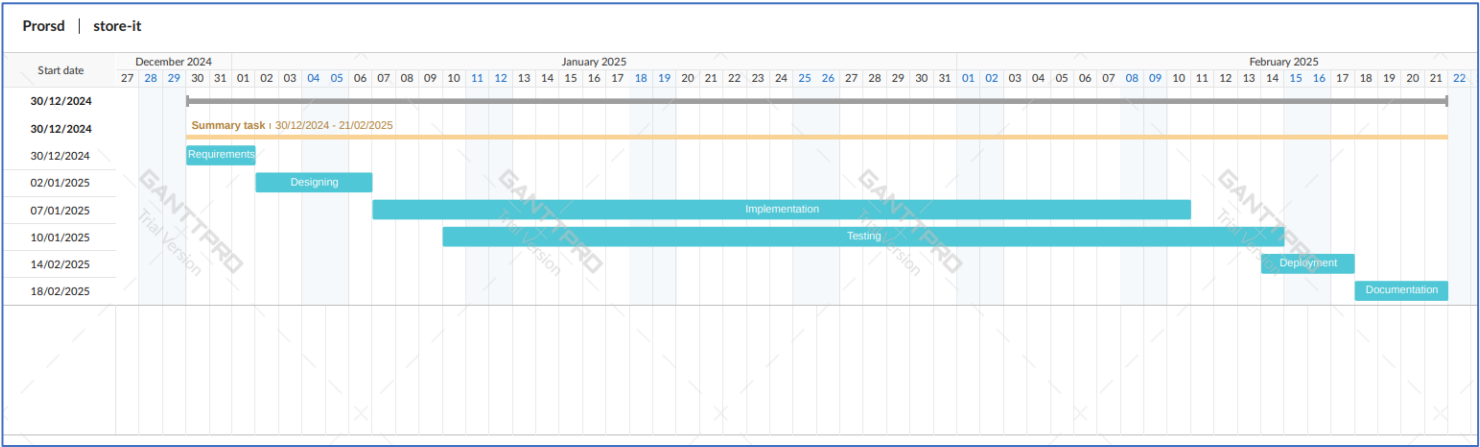 Prorsd | store-it
Start date
December 2024 January 2025 February 2025
27 28 29 30 31 01 02 03 04 05 06 07 08 09 10 11 12 13 14 15 16 17 18 19 20 21 22 23 24 25 26 27 28 29 30 31 01 02 03 04 05 06 07 08 09 10 11 12 13 14 15 16 17 18 19 20 21 22
30/12/2024
30/12/2024 Summary task : 30/12/2024 - 21/02/2025
30/12/2024 Requirements
02/01/2025 Designing
07/01/2025 Implementation
10/01/2025 Testing
14/02/2025 Deployment
18/02/2025 Documentation
GANTTPRO
Trial Version
GANTTPRO
Trial Version
GANTTPRO
Trial Version
GANTTPRO
Trial Version